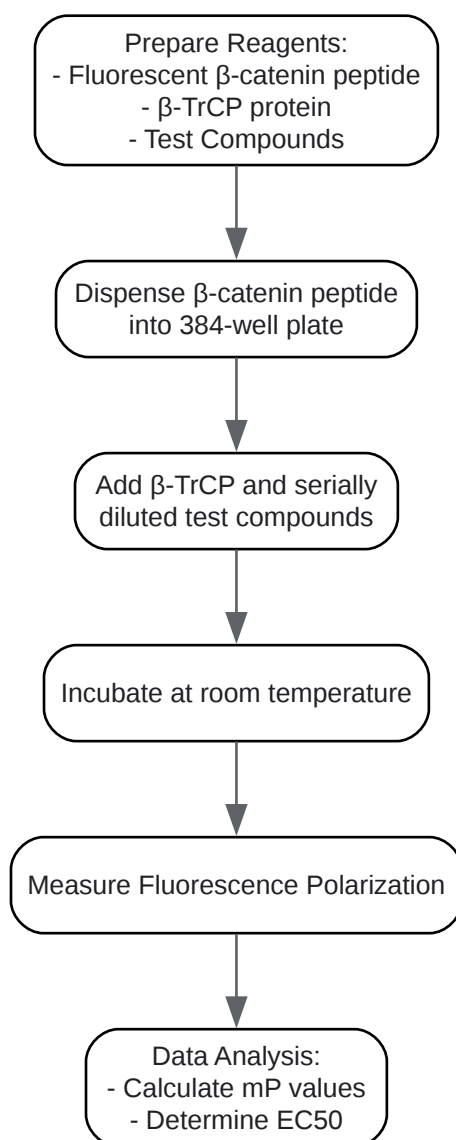 Prepare Reagents:
- Fluorescent β-catenin peptide
- β-TrCP protein
- Test Compounds
Dispense β-catenin peptide
into 384-well plate
Add β-TrCP and serially
diluted test compounds
Incubate at room temperature
Measure Fluorescence Polarization
Data Analysis:
- Calculate mP values
- Determine EC50